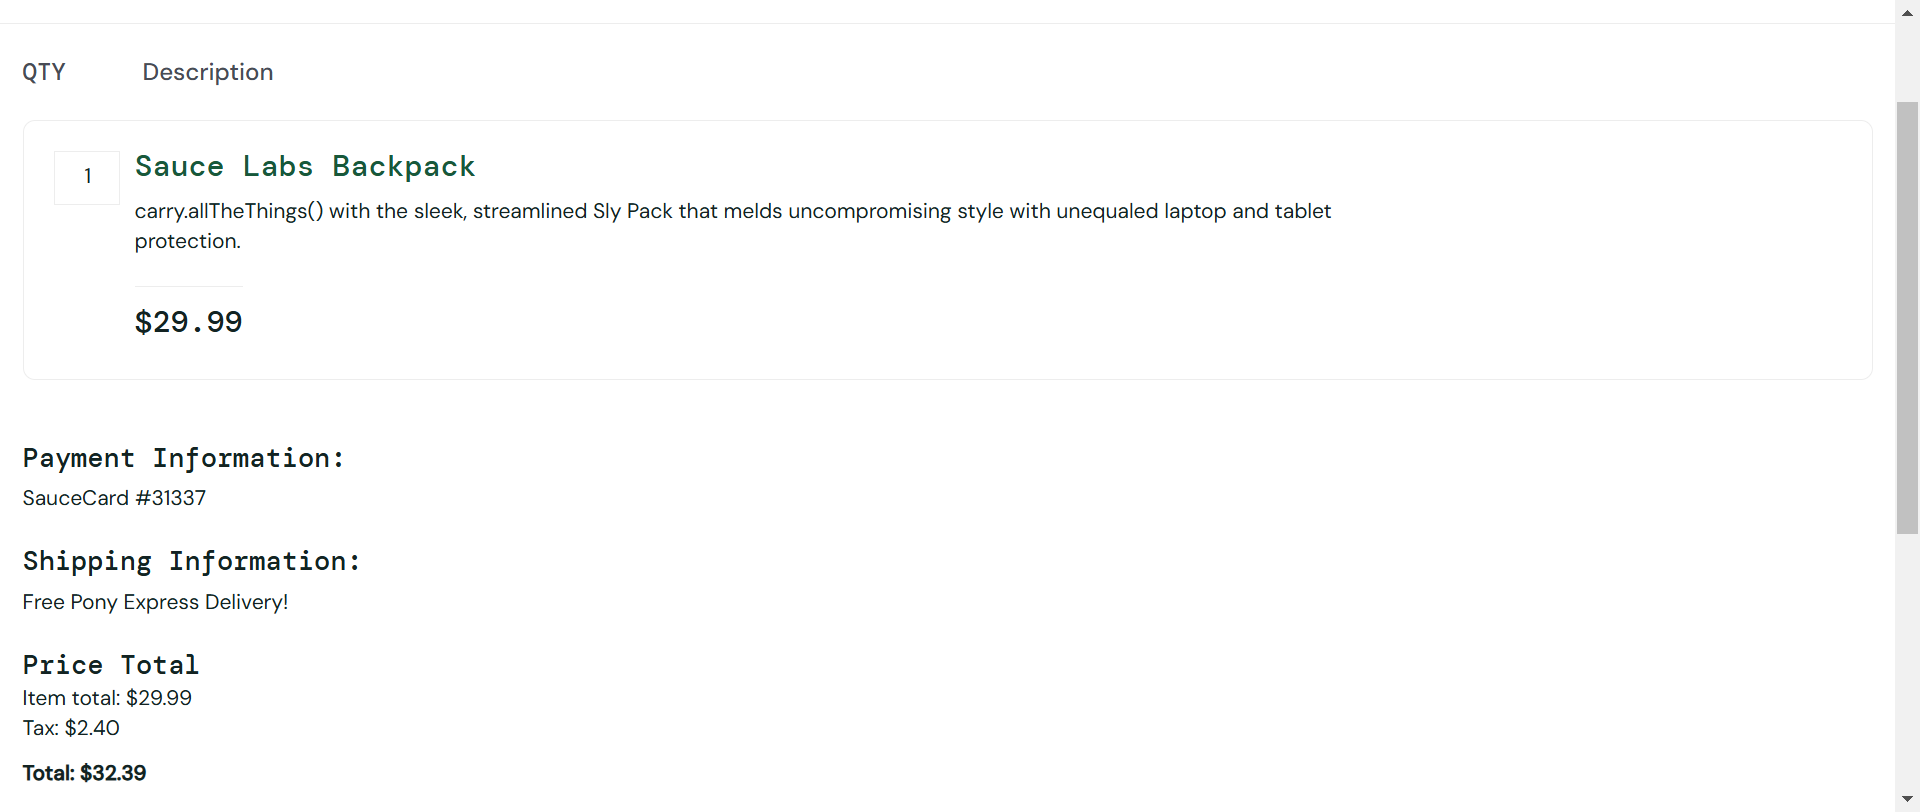 QTY Description
1
Sauce Labs Backpack
carry.allTheThings() with the sleek, streamlined Sly Pack that melds uncompromising style with unequaled laptop and tablet
protection.
$29.99
Payment Information:
SauceCard #31337
Shipping Information:
Free Pony Express Delivery!
Price Total
Item total: $29.99
Tax: $2.40
Total: $32.39